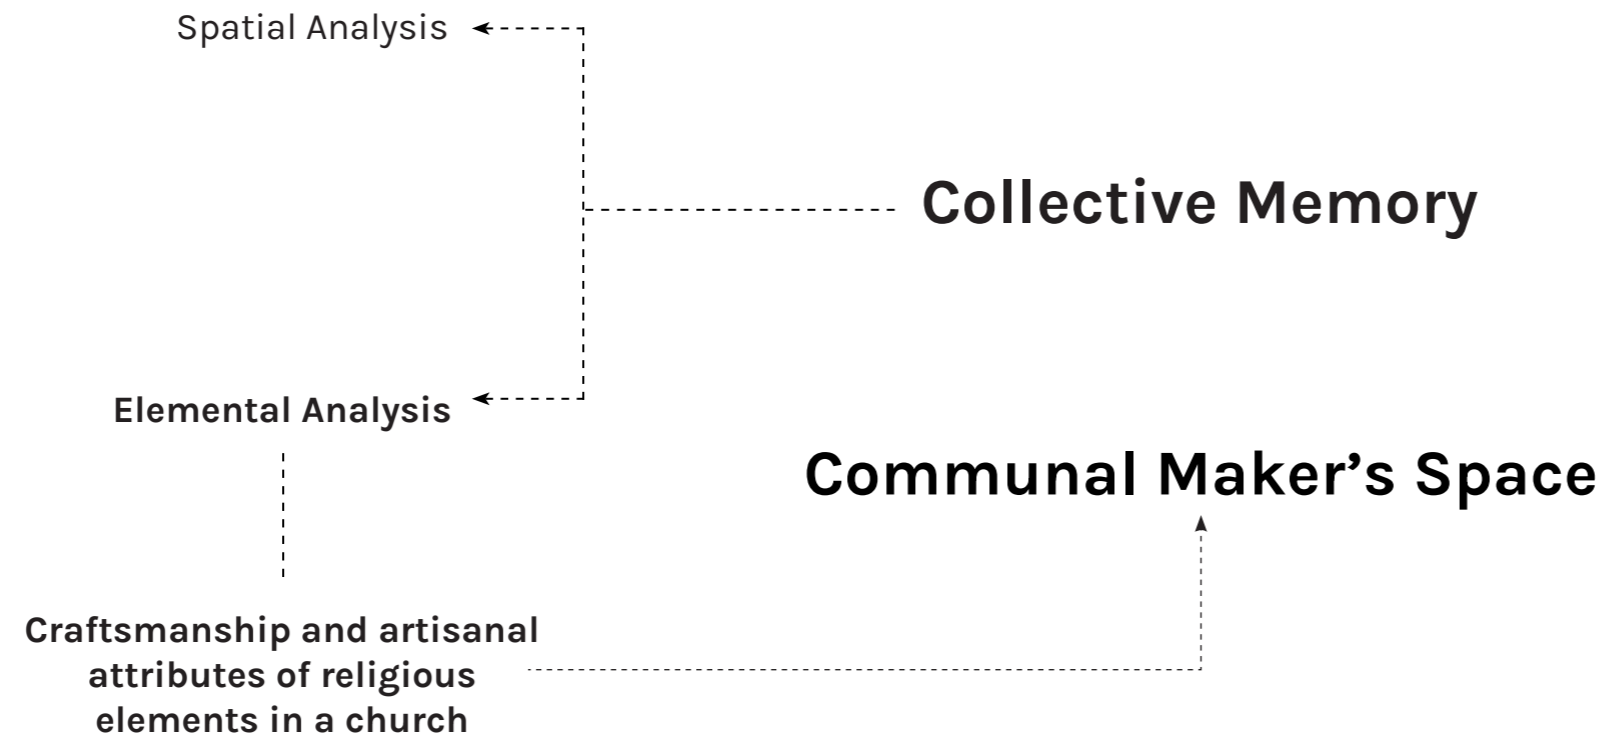 Spatial Analysis
Collective Memory
Elemental Analysis
Communal Maker’s Space
Craftsmanship and artisanal
attributes of religious
elements in a church